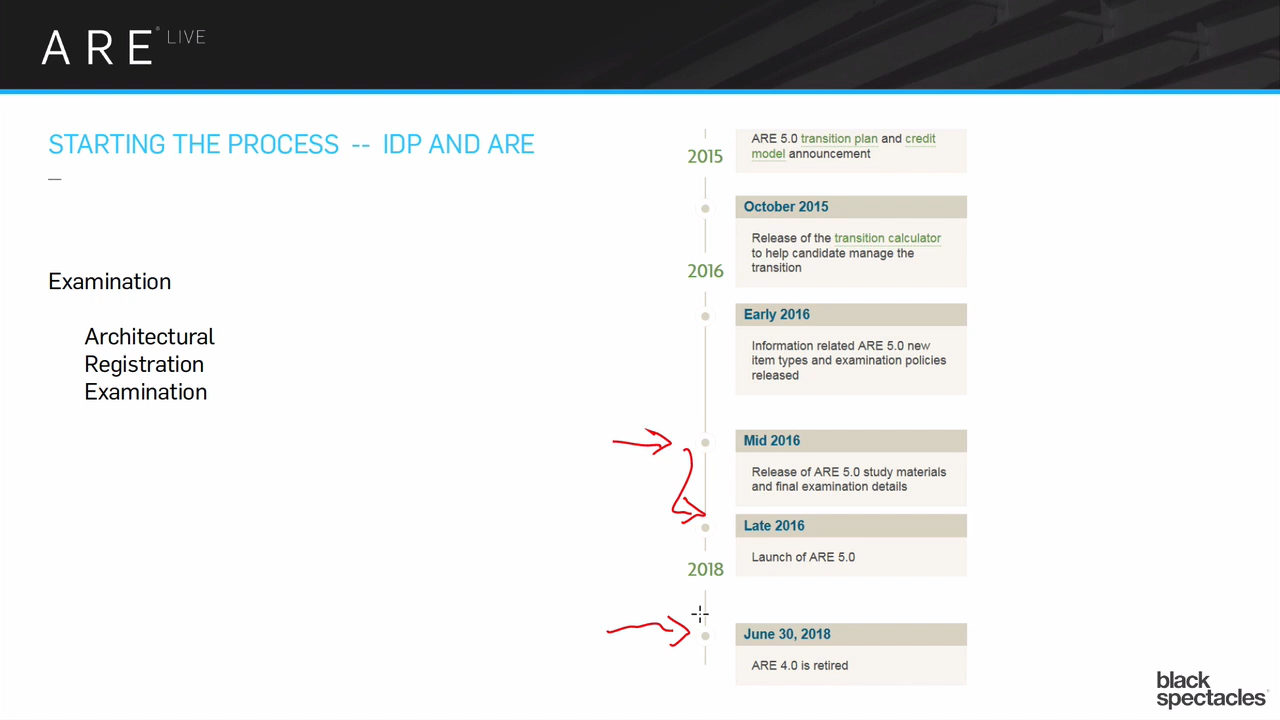 ARE® LIVE
STARTING THE PROCESS -- IDP AND ARE
—
Examination
Architectural
Registration
Examination
2015
ARE 5.0 transition plan and credit
model announcement
October 2015
Release of the transition calculator
to help candidate manage the
transition
2016
Early 2016
Information related ARE 5.0 new
item types and examination policies
released
Mid 2016
Release of ARE 5.0 study materials
and final examination details
Late 2016
Launch of ARE 5.0
2018
June 30, 2018
ARE 4.0 is retired
black
spectacles